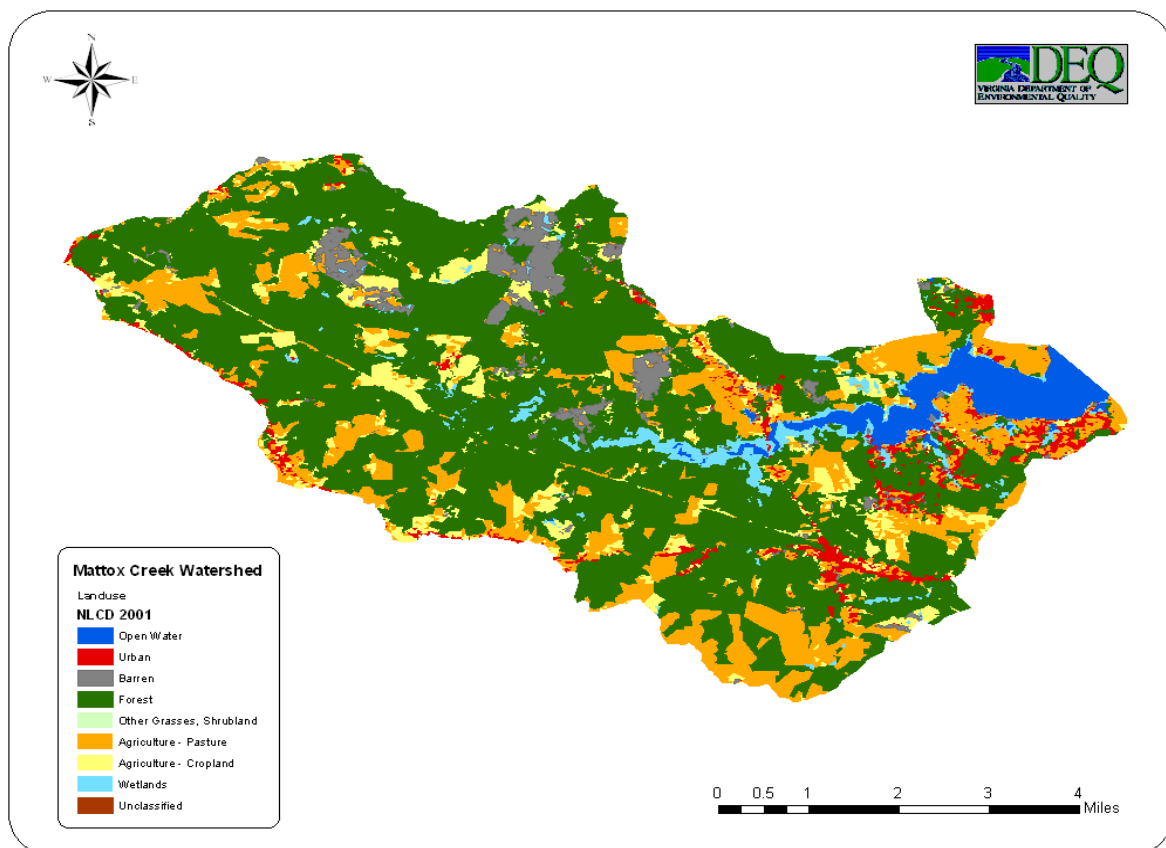 N
W E
S
DEQ
VIRGINIA DEPARTMENT OF
ENVIRONMENTAL QUALITY
Mattox Creek Watershed
Landuse
NLCD 2001
Open Water
Urban
Barren
Forest
Other Grasses, Shrubland
Agriculture - Pasture
Agriculture - Cropland
Wetlands
Unclassified
0 0.5 1 2 3 4
Miles